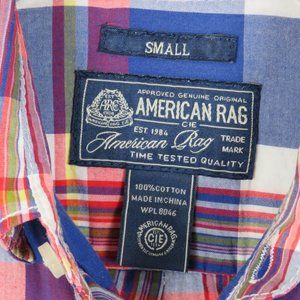 SMALL
APPROVED GENUINE ORIGINAL
AMERICAN RAG
CIE
EST. 1984
American Rag
TRADE
MARK
TIME TESTED QUALITY
ARC
100% COTTON
MADE IN CHINA
WPL 8046
AMERICAN RAG
CIE